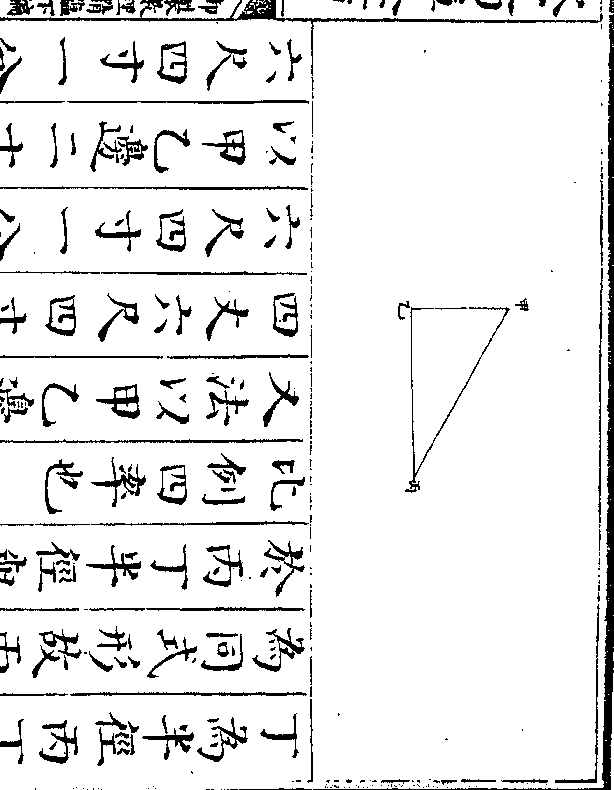 甲
乙
丙
丁為半徑丙丁
為同式形故丙
於丙丁半徑與
比例四率也
又法以甲乙邊
四丈六尺四寸
六尺四寸一分
以甲乙邊二十
六尺四寸一分